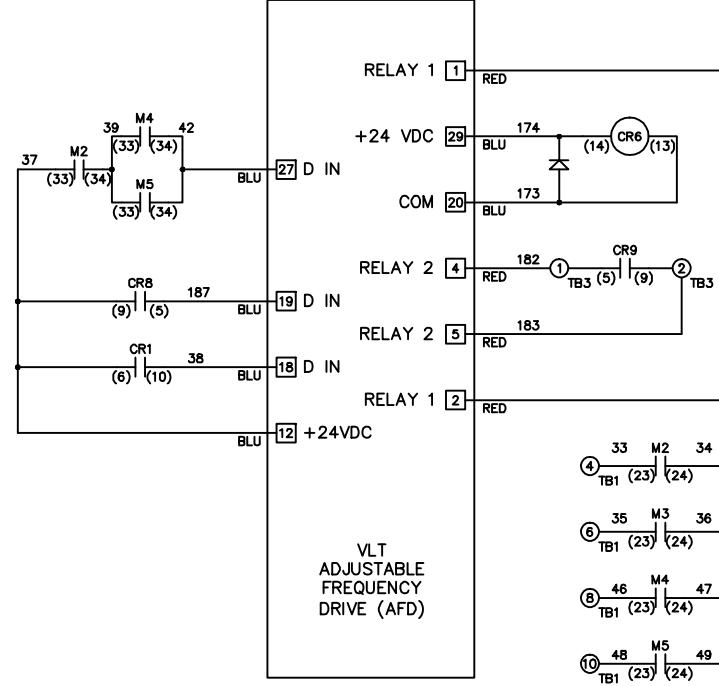 RELAY 1 1 RED
39 M4 42
(33) (34)
37 M2
(33) (34)
M5
(33) (34)
BLU 27 D IN
+24 VDC 29 BLU 174 (14) CR6 (13)
COM 20 BLU 173
RELAY 2 4 RED 182 1 TB3 CR9 (5) (9) 2 TB3
CR8 187
(9) (5) BLU 19 D IN
RELAY 2 5 RED 183
CR1 38
(6) (10) BLU 18 D IN
RELAY 1 2 RED
BLU 12 +24VDC
33 M2 34
4 TB1 (23) (24)
35 M3 36
6 TB1 (23) (24)
46 M4 47
8 TB1 (23) (24)
48 M5 49
10 TB1 (23) (24)
VLT
ADJUSTABLE
FREQUENCY
DRIVE (AFD)